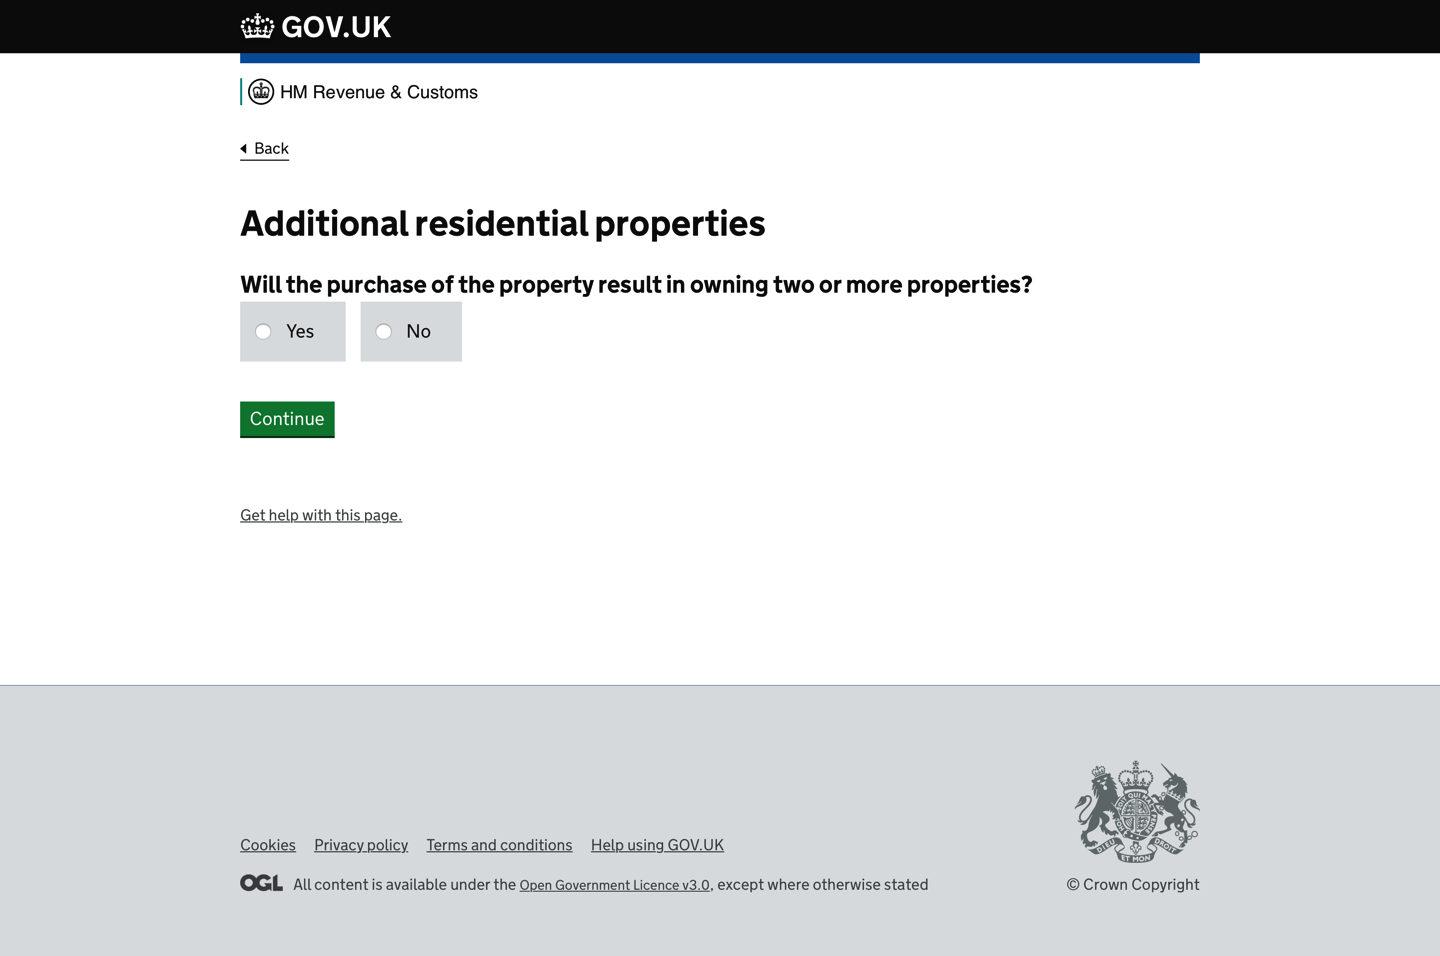 GOV.UK
HM Revenue & Customs
Back
Additional residential properties
Will the purchase of the property result in owning two or more properties?
Yes
No
Continue
Get help with this page.
Cookies
Privacy policy
Terms and conditions
Help using GOV.UK
OGL All content is available under the Open Government Licence v3.0, except where otherwise stated
DIEU ET MON DROIT
© Crown Copyright